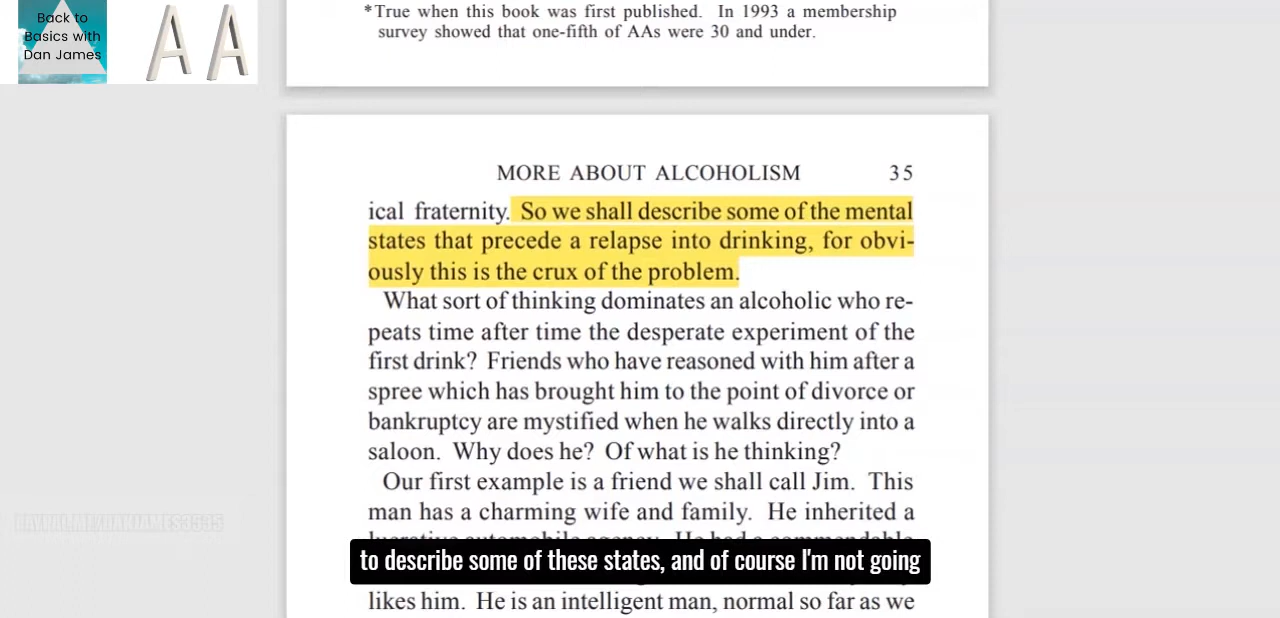 Back to
Basics with
Dan James
A A
*True when this book was first published. In 1993 a membership
survey showed that one-fifth of AAs were 30 and under.
MORE ABOUT ALCOHOLISM 35
ical fraternity. So we shall describe some of the mental
states that precede a relapse into drinking, for obvi-
ously this is the crux of the problem.
What sort of thinking dominates an alcoholic who re-
peats time after time the desperate experiment of the
first drink? Friends who have reasoned with him after a
spree which has brought him to the point of divorce or
bankruptcy are mystified when he walks directly into a
saloon. Why does he? Of what is he thinking?
Our first example is a friend we shall call Jim. This
man has a charming wife and family. He inherited a
to describe some of these states, and of course I'm not going
likes him. He is an intelligent man, normal so far as we